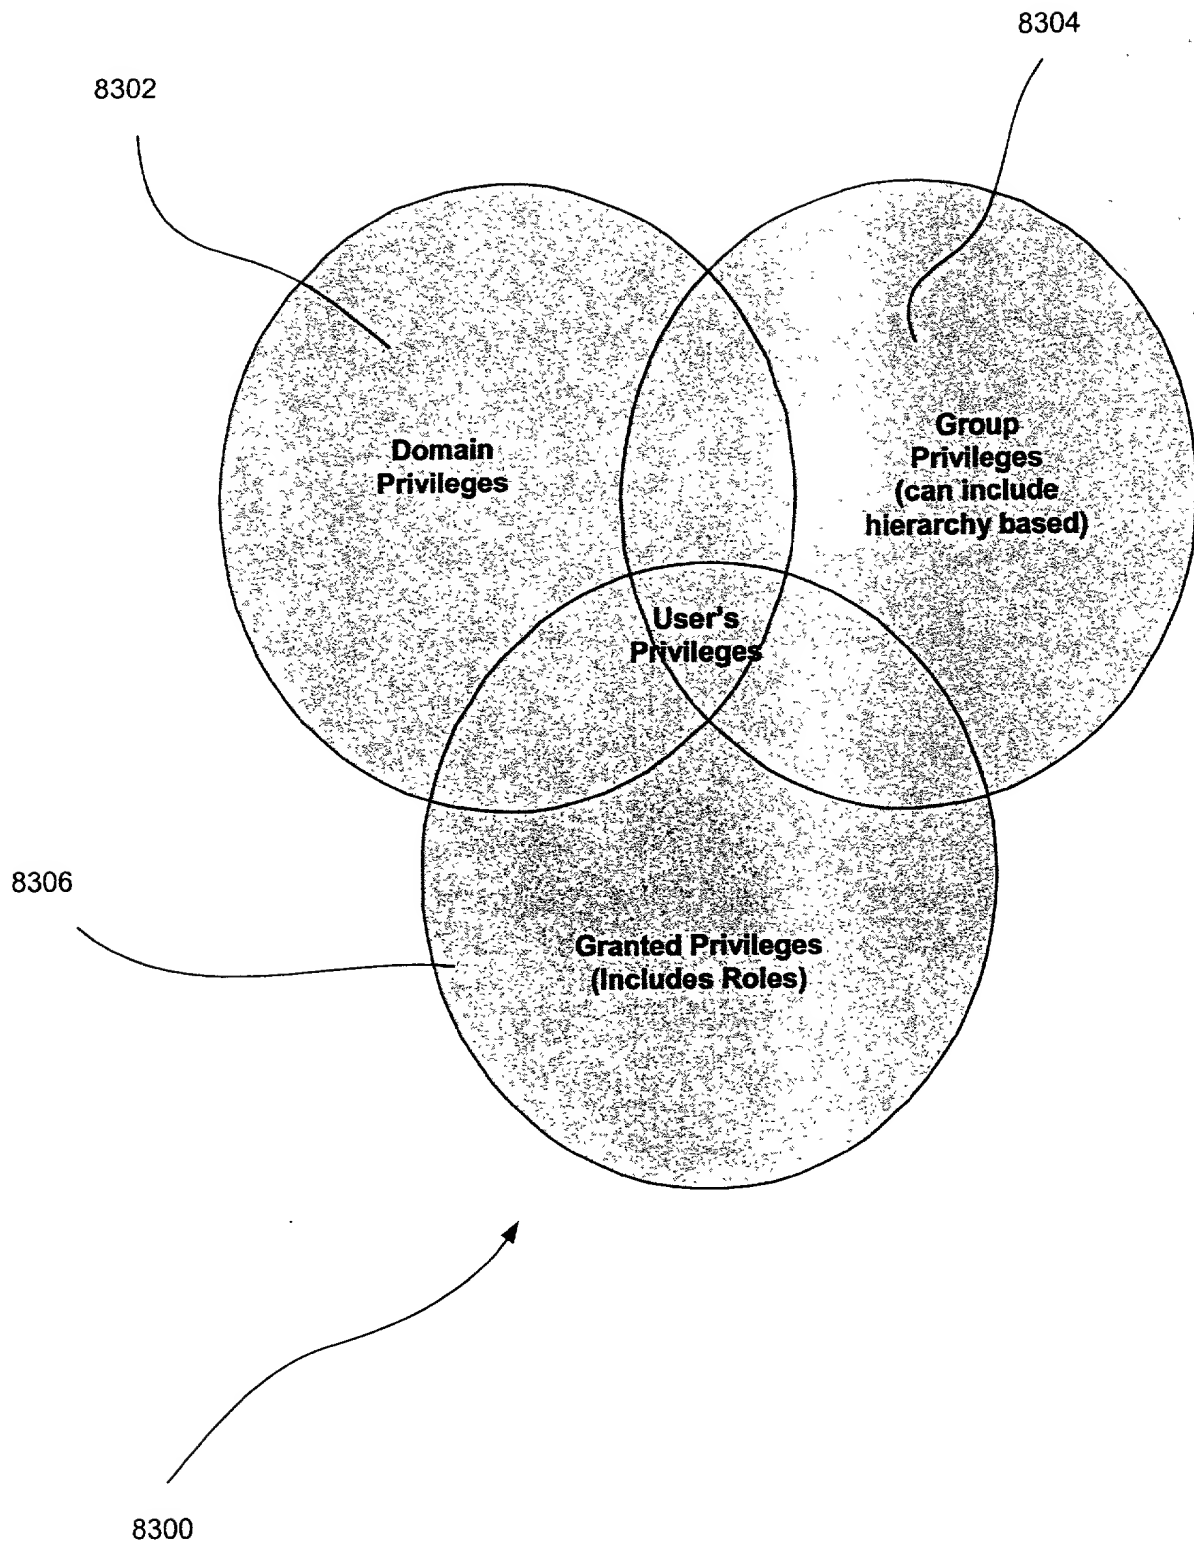 8304
8302
Domain
Privileges
Group
Privileges
(can include
hierarchy based)
User's
Privileges
8306
Granted Privileges
(Includes Roles)
8300